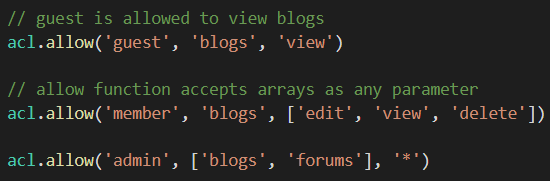 // guest is allowed to view blogs
acl.allow('guest', 'blogs', 'view')
// allow function accepts arrays as any parameter
acl.allow('member', 'blogs', ['edit', 'view', 'delete'])
acl.allow('admin', ['blogs', 'forums'], '*')